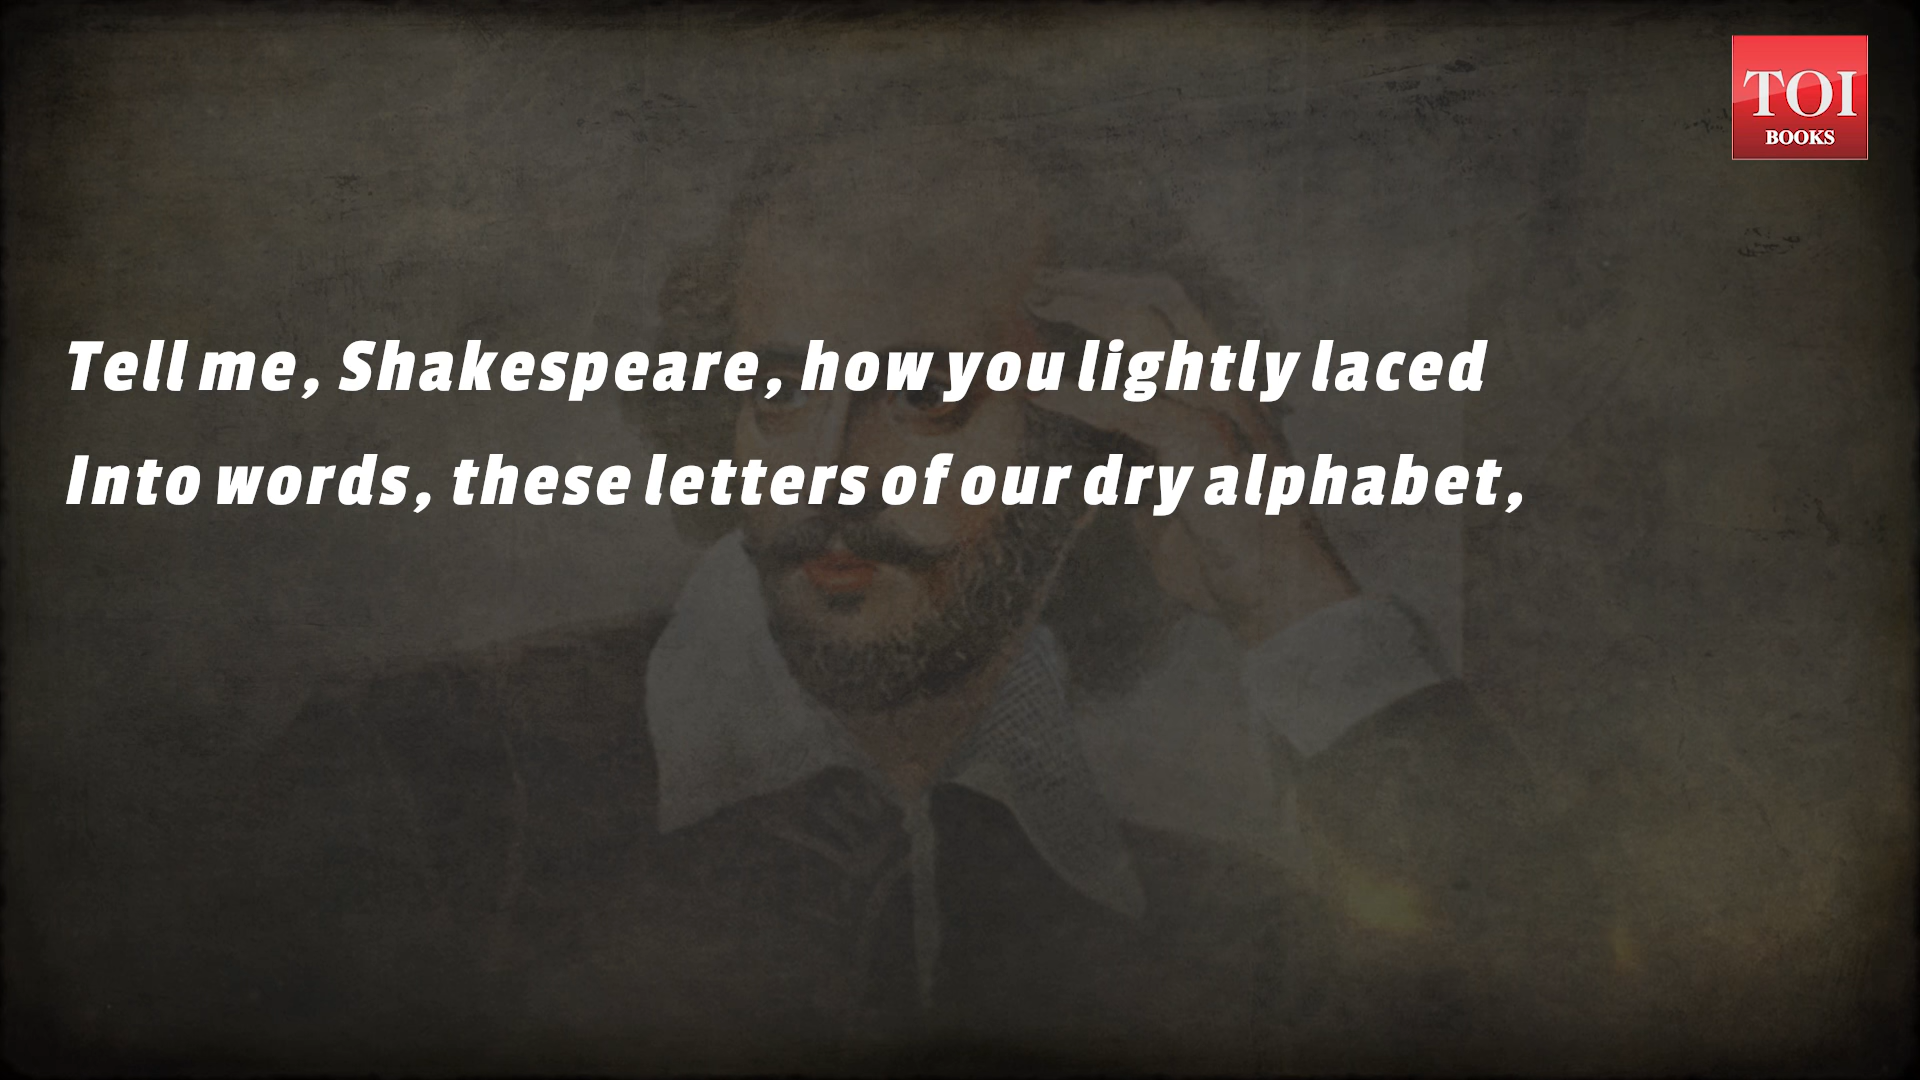 TOI
BOOKS
Tell me, Shakespeare, how you lightly laced
Into words, these letters of our dry alphabet,